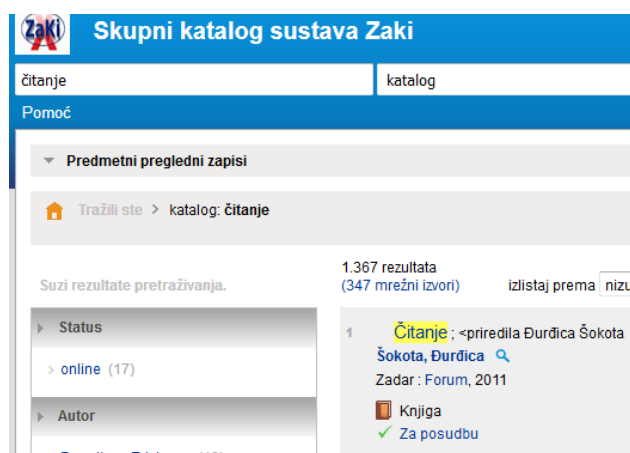 ZaKi
Skupni katalog sustava Zaki
čitanje
katalog
Pomoć
Predmetni pregledni zapisi
Tražili ste > katalog: čitanje
Suzi rezultate pretraživanja.
1.367 rezultata
(347 mrežni izvori)
izlistaj prema
Status
> online (17)
Autor
1 Čitanje ; <priredila Đurđica Šokota
Šokota, Đurđica
Zadar : Forum, 2011
Knjiga
Za posudbu